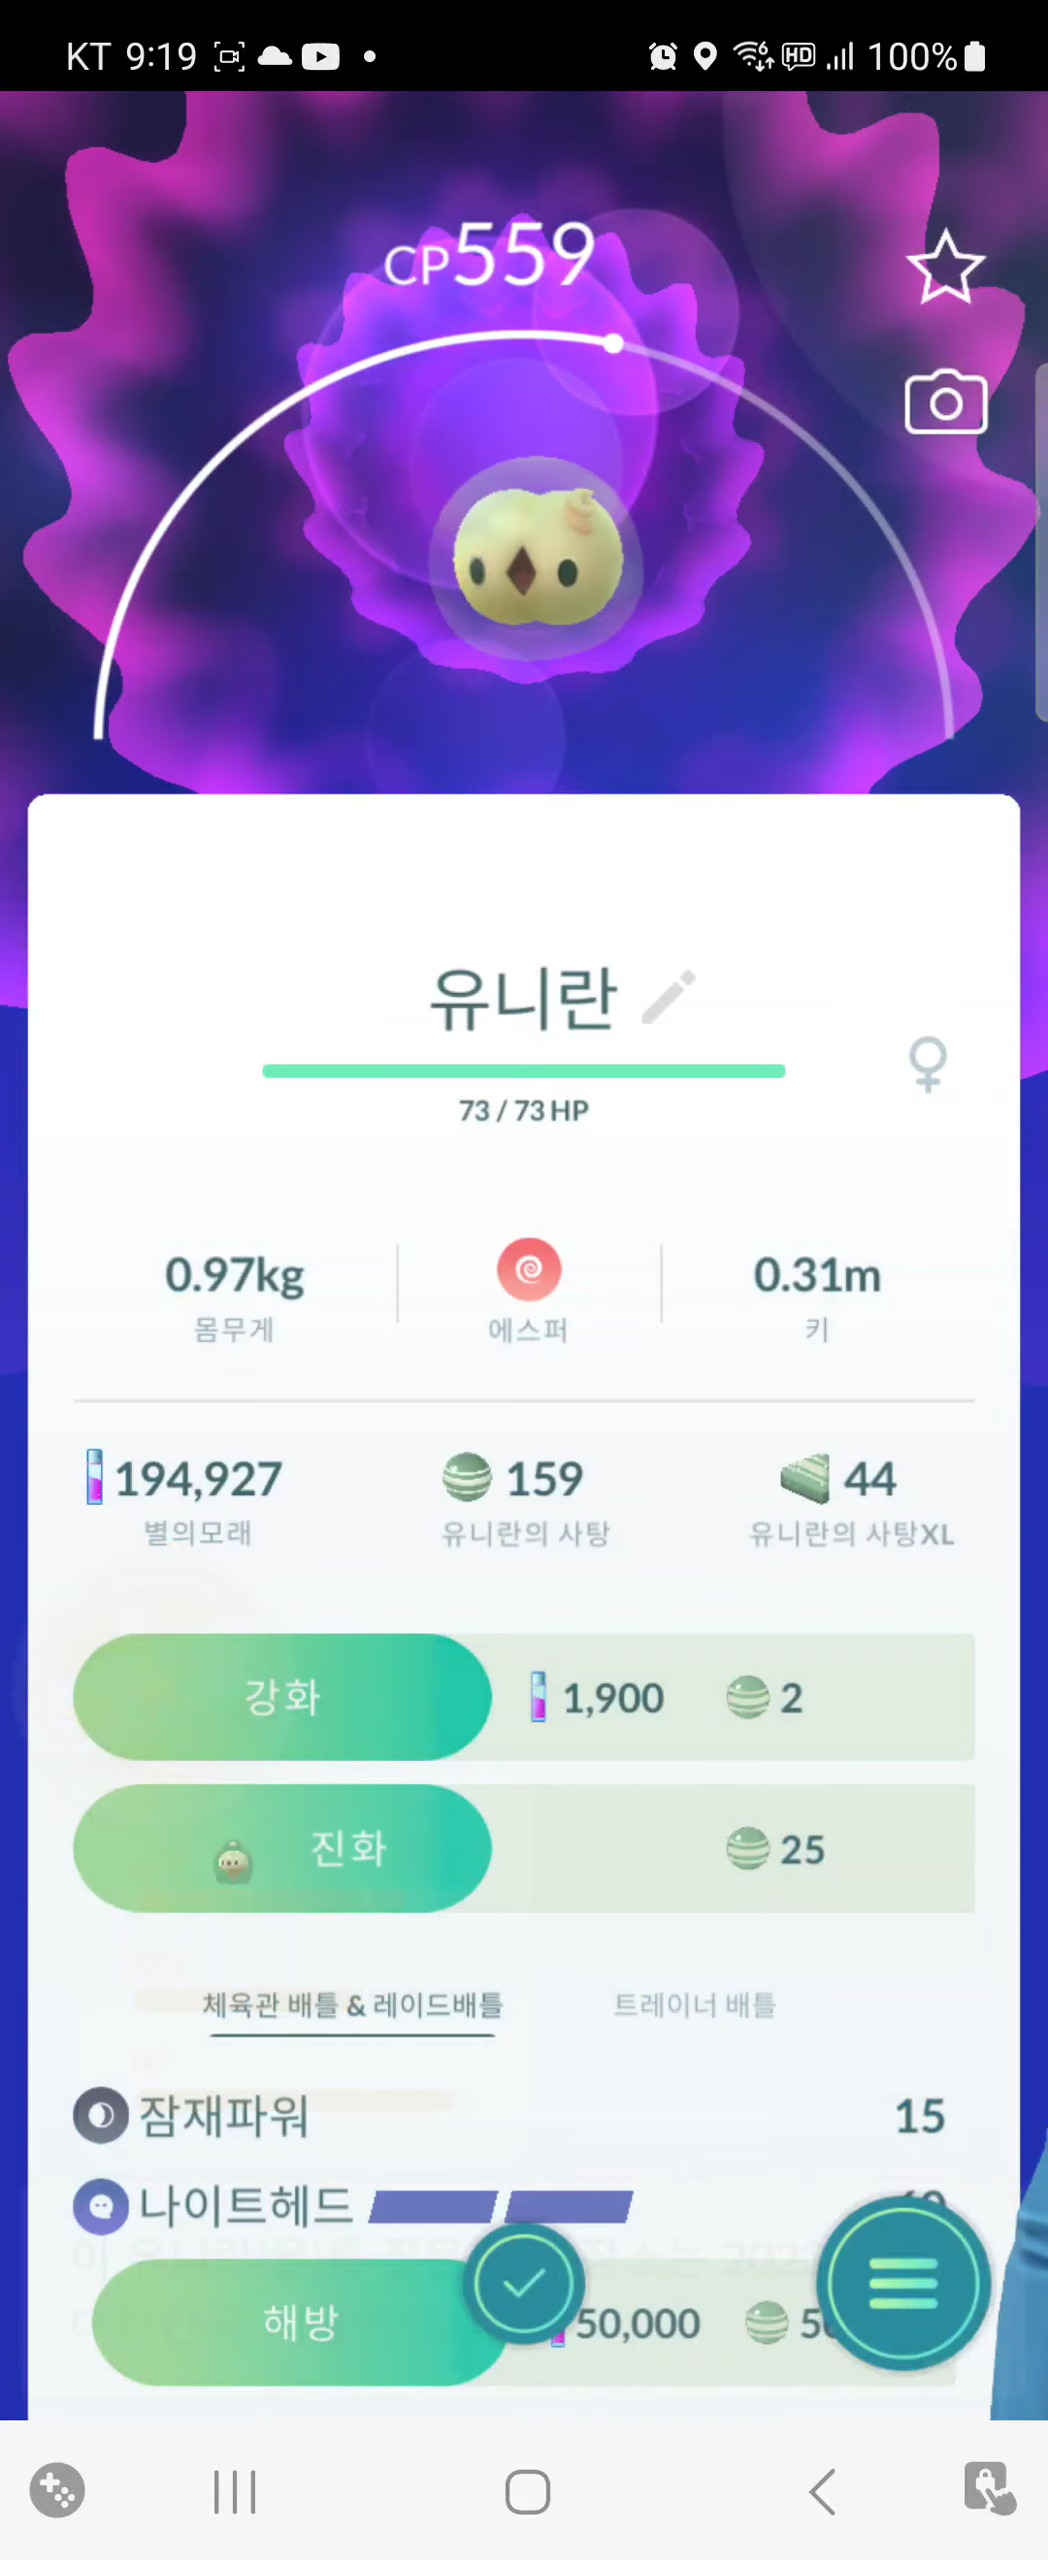 KT 9:19 HD 100%
CP559
유니란
73 / 73 HP
0.97kg
에스퍼
0.31m
몸무게
키
194,927
159
44
별의모래
유니란의 사탕
유니란의 사탕XL
강화 1,900 2
진화 25
체육관 배틀 & 레이드배틀 트레이너 배틀
잠재파워 15
나이트헤드
해방 50,000